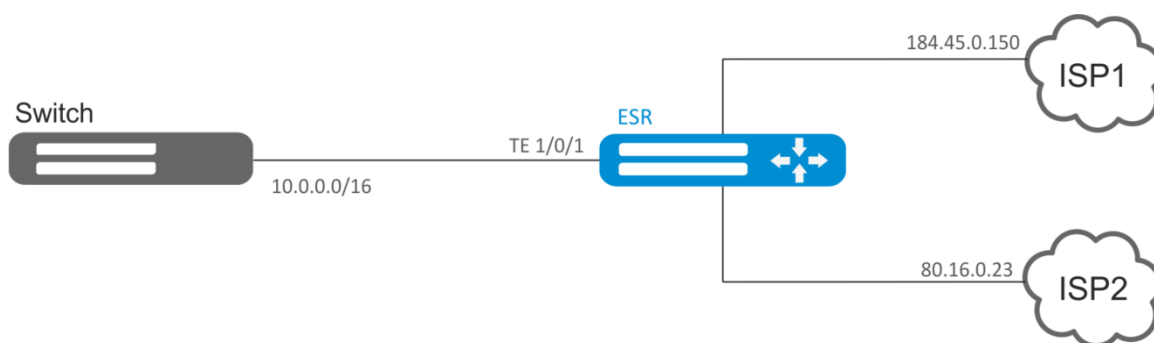 Switch
10.0.0.0/16
TE 1/0/1
ESR
184.45.0.150
ISP1
80.16.0.23
ISP2